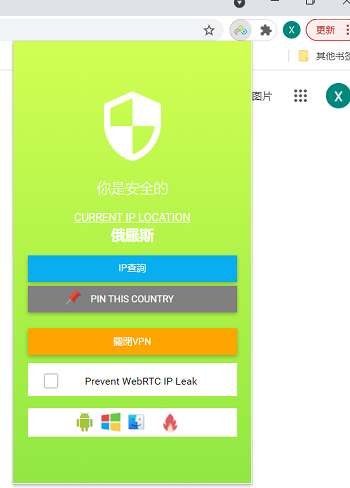 X
更新
其他书签
图片
X
你是安全的
CURRENT IP LOCATION
俄羅斯
IP查詢
PIN THIS COUNTRY
關閉VPN
Prevent WebRTC IP Leak